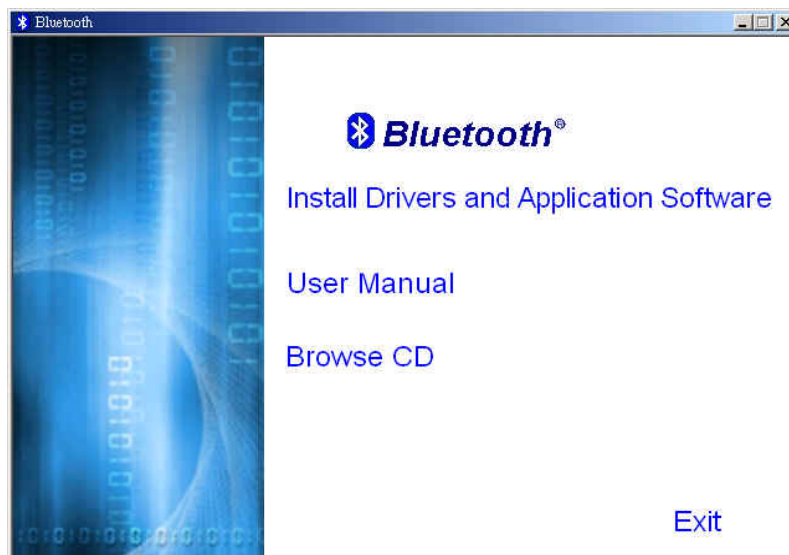 Bluetooth
Bluetooth®
Install Drivers and Application Software
User Manual
Browse CD
Exit